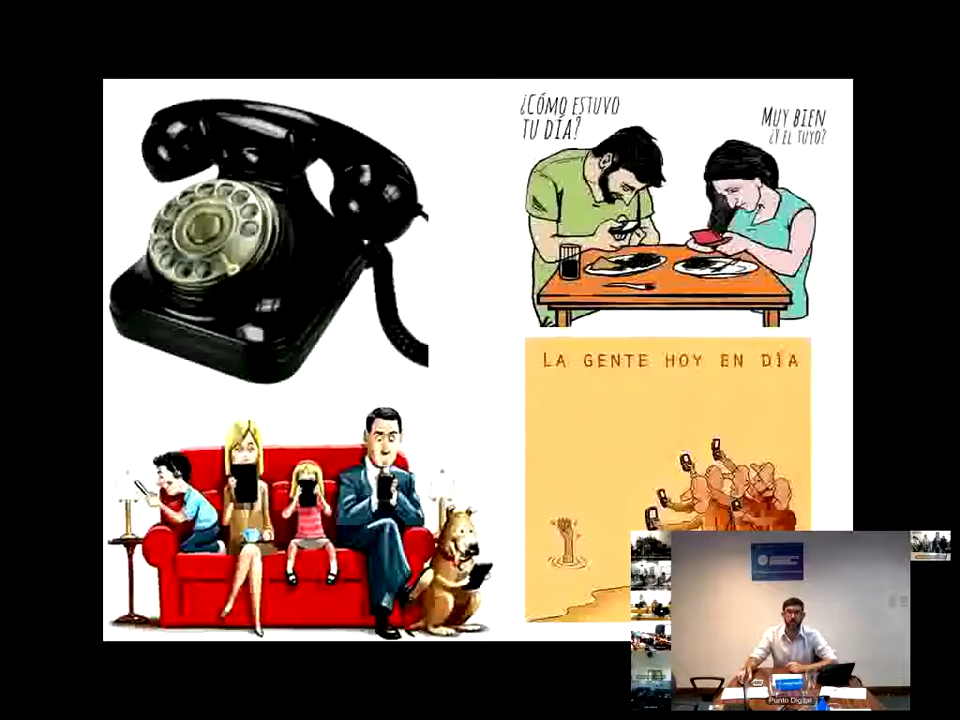 ¿CÓMO ESTUVO
TU DÍA?
MUY BIEN
¿Y EL TUYO?
LA GENTE HOY EN DÍA
Punto Digital